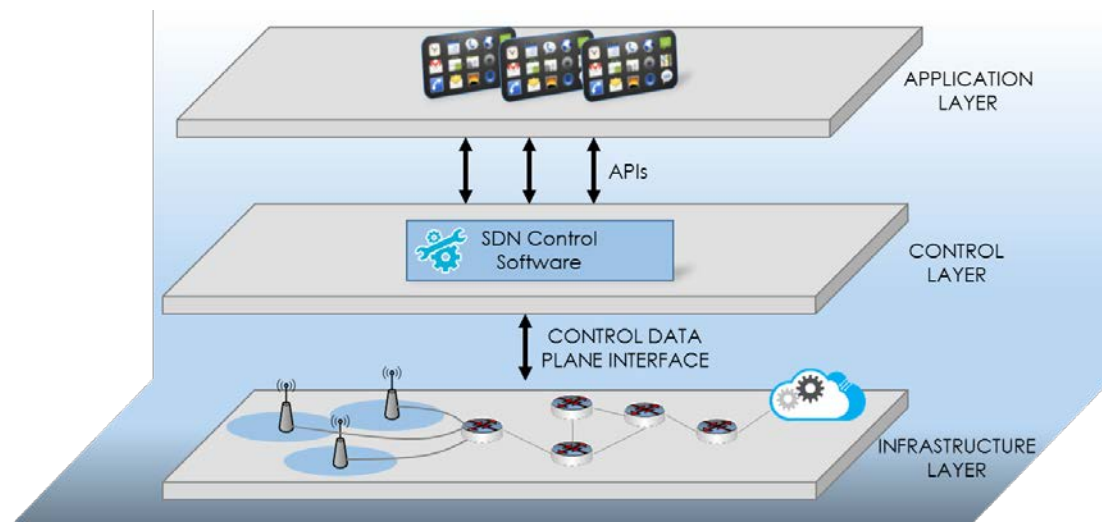 APPLICATION
LAYER
APIs
SDN Control
Software
CONTROL
LAYER
CONTROL DATA
PLANE INTERFACE
INFRASTRUCTURE
LAYER